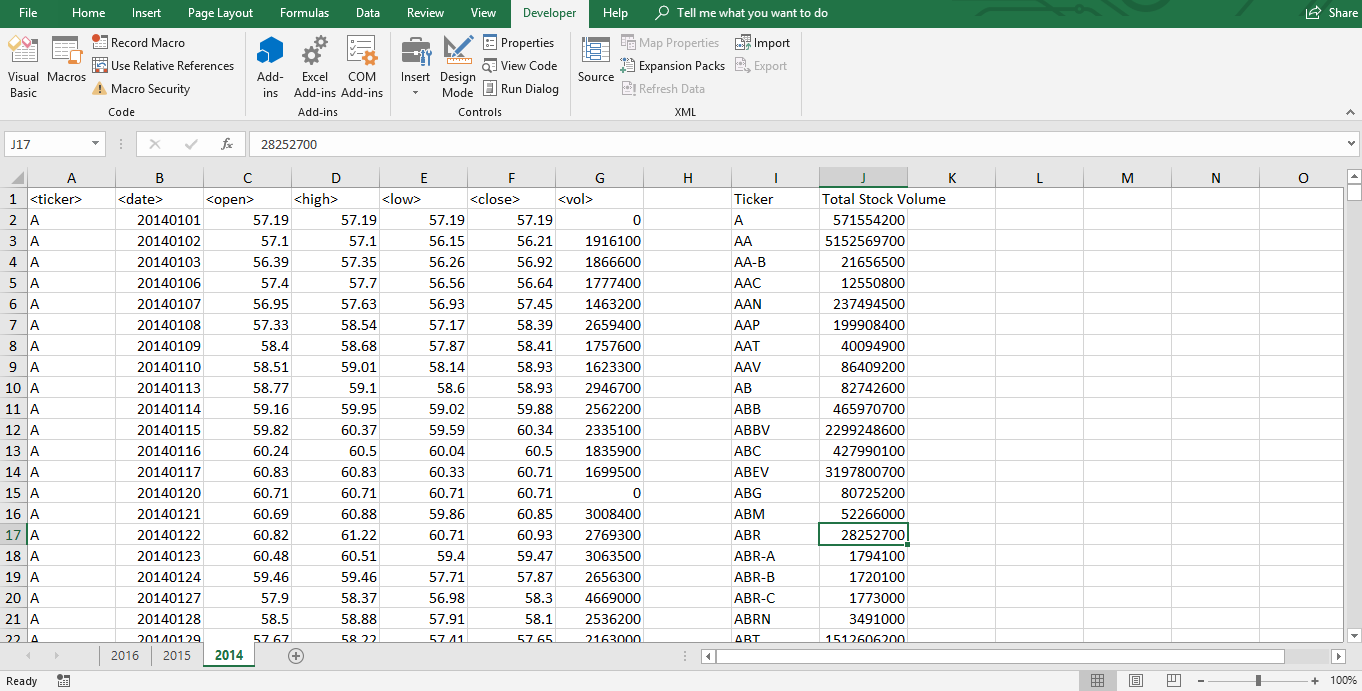 File Home Insert Page Layout Formulas Data Review View Developer Help Tell me what you want to do Share
Visual Basic
Macros
Record Macro
Use Relative References
Macro Security
Code
Add-ins
Excel Add-ins
COM Add-ins
Add-ins
Insert
Design Mode
Properties
View Code
Run Dialog
Controls
Source
Map Properties
Expansion Packs
Refresh Data
Import
Export
XML
J17 fx 28252700
A B C D E F G H I J K L M N O
1 <ticker> <date> <open> <high> <low> <close> <vol> Ticker Total Stock Volume
2 A 20140101 57.19 57.19 57.19 57.19 0 A 571554200
3 A 20140102 57.1 57.1 56.15 56.21 1916100 AA 5152569700
4 A 20140103 56.39 57.35 56.26 56.92 1866600 AA-B 21656500
5 A 20140106 57.4 57.7 56.56 56.64 1777400 AAC 12550800
6 A 20140107 56.95 57.63 56.93 57.45 1463200 AAN 237494500
7 A 20140108 57.33 58.54 57.17 58.39 2659400 AAP 199908400
8 A 20140109 58.4 58.68 57.87 58.41 1757600 AAT 40094900
9 A 20140110 58.51 59.01 58.14 58.93 1623300 AAV 86409200
10 A 20140113 58.77 59.1 58.6 58.93 2946700 AB 82742600
11 A 20140114 59.16 59.95 59.02 59.88 2562200 ABB 465970700
12 A 20140115 59.82 60.37 59.59 60.34 2335100 ABBV 2299248600
13 A 20140116 60.24 60.5 60.04 60.5 1835900 ABC 427990100
14 A 20140117 60.83 60.83 60.33 60.71 1699500 ABEV 3197800700
15 A 20140120 60.71 60.71 60.71 60.71 0 ABG 80725200
16 A 20140121 60.69 60.88 59.86 60.85 3008400 ABM 52266000
17 A 20140122 60.82 61.22 60.71 60.93 2769300 ABR 28252700
18 A 20140123 60.48 60.51 59.4 59.47 3063500 ABR-A 1794100
19 A 20140124 59.46 59.46 57.71 57.87 2656300 ABR-B 1720100
20 A 20140127 57.9 58.37 56.98 58.3 4669000 ABR-C 1773000
21 A 20140128 58.5 58.88 57.91 58.1 2536200 ABRN 3491000
22 A 20140129 57.67 58.22 57.41 57.65 2163000 ABT 1512606200
2016 2015 2014
Ready 100%